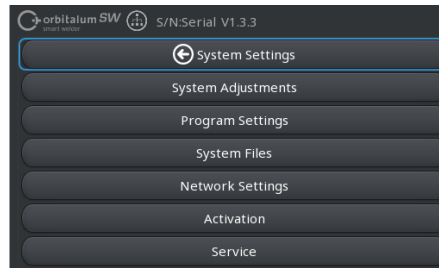 orbitalum SW S/N:Serial V1.3.3
smart welder
System Settings
System Adjustments
Program Settings
System Files
Network Settings
Activation
Service